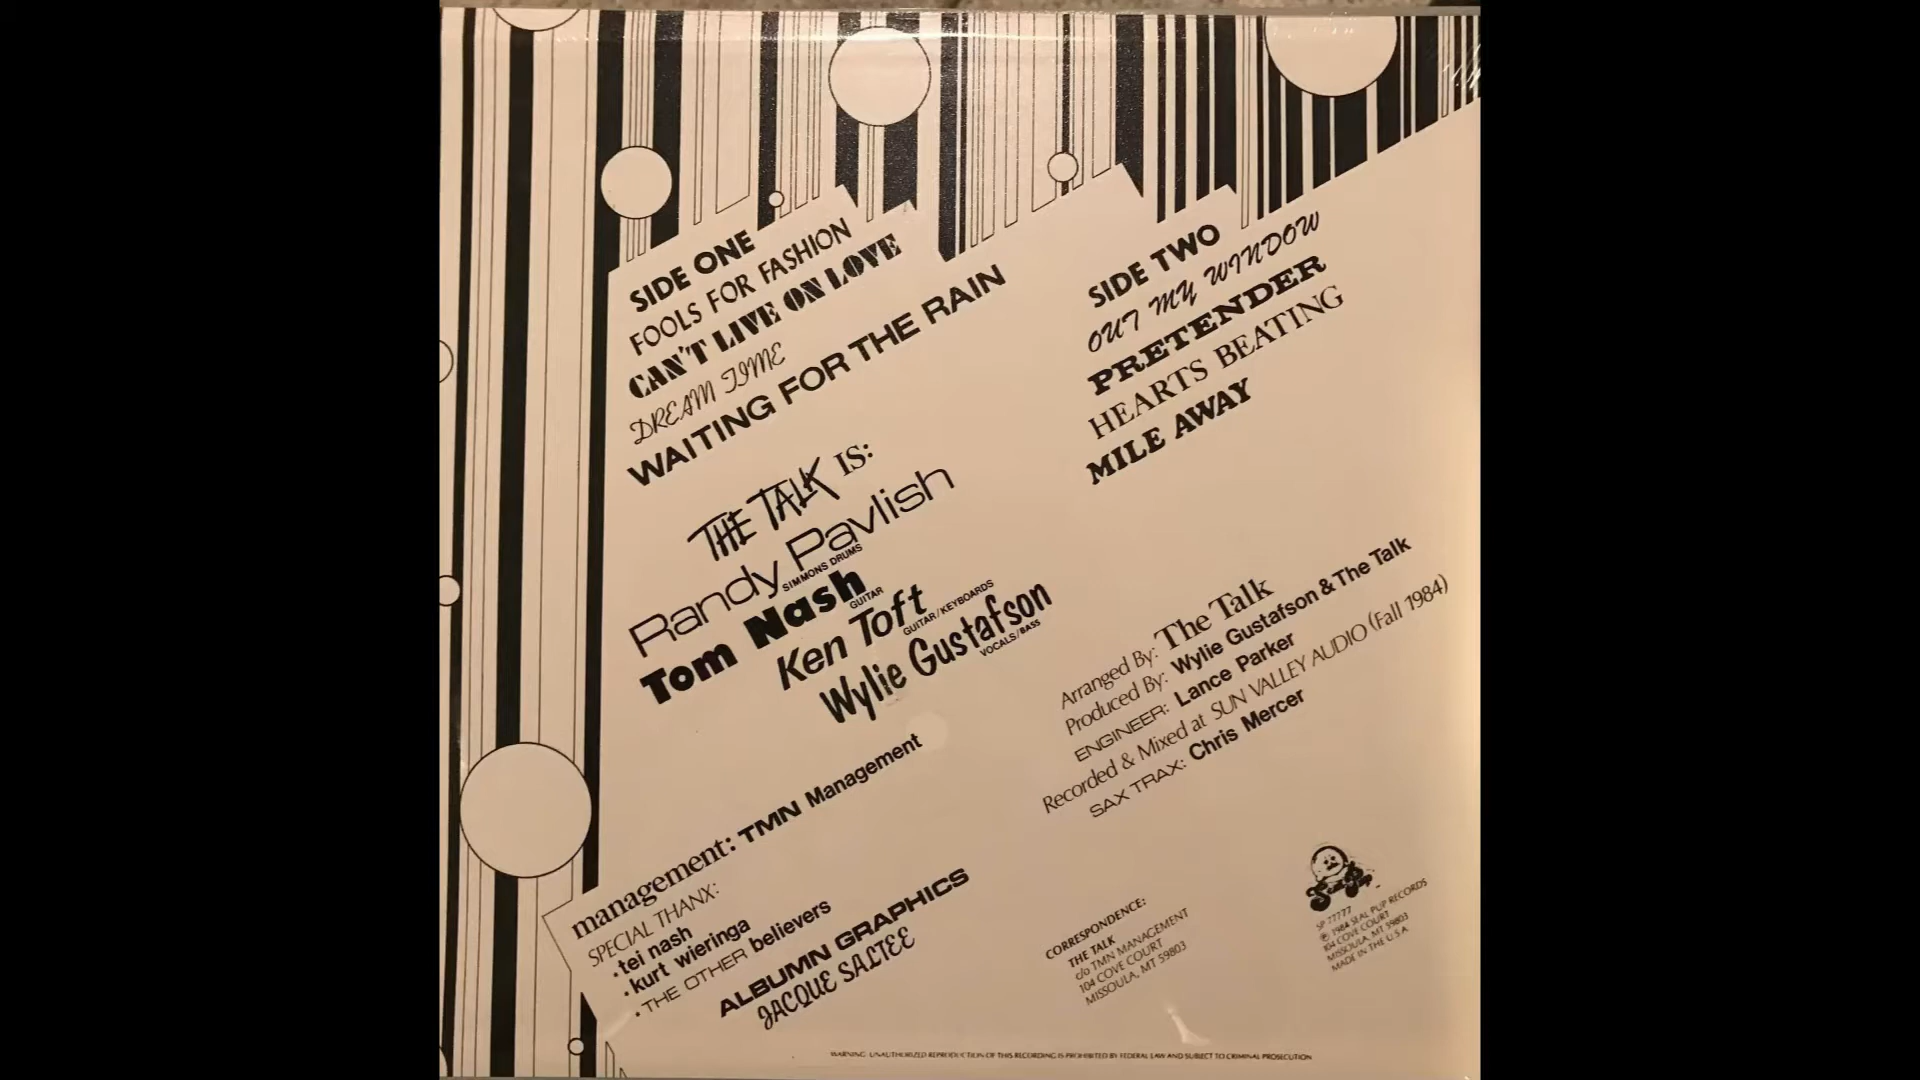 SIDE ONE
FOOLS FOR FASHION
CAN'T LIVE ON LOVE
DREAM TIME
WAITING FOR THE RAIN
SIDE TWO
OUT MY WINDOW
PRETENDER
HEARTS BEATING
MILE AWAY
THE TALK IS:
Randy Pavlish
SIMMONS DRUMS
Tom Nash
GUITAR
Ken Toft
GUITAR/KEYBOARDS
Wylie Gustafson
VOCALS/BASS
Arranged By: The Talk
Produced By: Wylie Gustafson & The Talk
ENGINEER: Lance Parker
Recorded & Mixed at SUN VALLEY AUDIO (Fall 1984)
SAX TRAX: Chris Mercer
management: TMN Management
SPECIAL THANX:
• tei nash
• kurt wieringa
• THE OTHER believers
ALBUMN GRAPHICS
JACQUE SALTEE
CORRESPONDENCE:
THE TALK
c/o TMN MANAGEMENT
104 COVE COURT
MISSOULA, MT 59803
Seal Pup
SP 77777
℗ 1984 SEAL PUP RECORDS
104 COVE COURT
MISSOULA, MT 59803
MADE IN THE U.S.A.
WARNING: UNAUTHORIZED REPRODUCTION OF THIS RECORDING IS PROHIBITED BY FEDERAL LAW AND SUBJECT TO CRIMINAL PROSECUTION